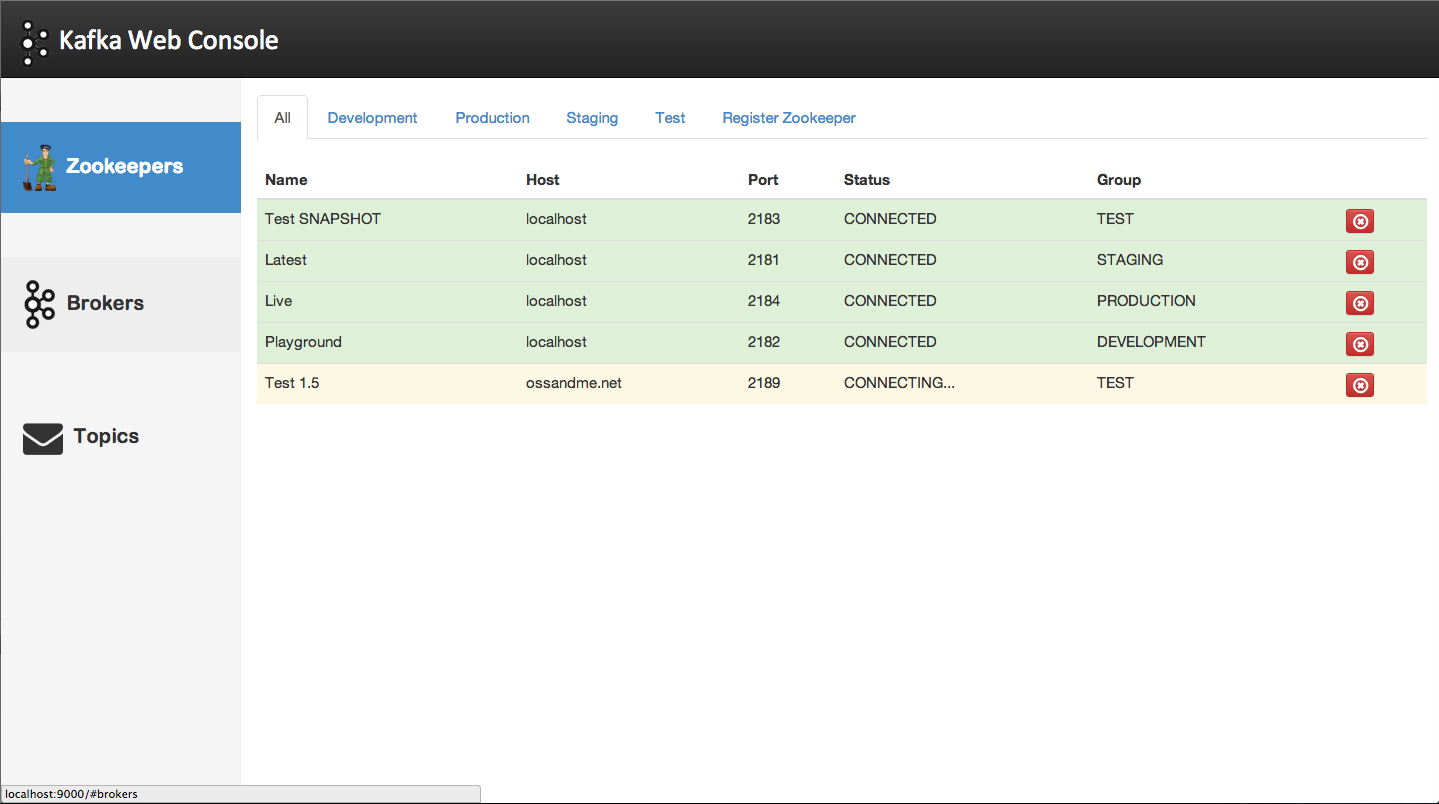 Kafka Web Console
All Development Production Staging Test Register Zookeeper
Zookeepers
Brokers
Topics
Name Host Port Status Group
Test SNAPSHOT localhost 2183 CONNECTED TEST
Latest localhost 2181 CONNECTED STAGING
Live localhost 2184 CONNECTED PRODUCTION
Playground localhost 2182 CONNECTED DEVELOPMENT
Test 1.5 ossandme.net 2189 CONNECTING... TEST
localhost:9000/#brokers